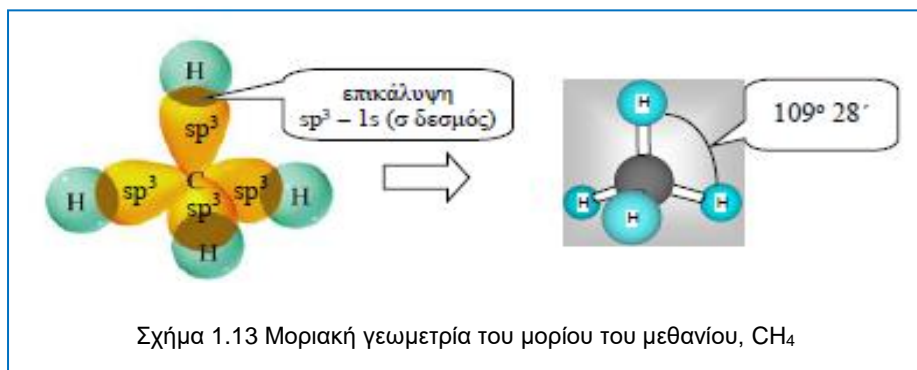 H
επικάλυψη
sp³ – 1s (σ δεσμός)
sp³
H
sp³
C
sp³
H
sp³
H
H
109º 28´
H
H
H
Σχήμα 1.13 Μοριακή γεωμετρία του μορίου του μεθανίου, CH₄